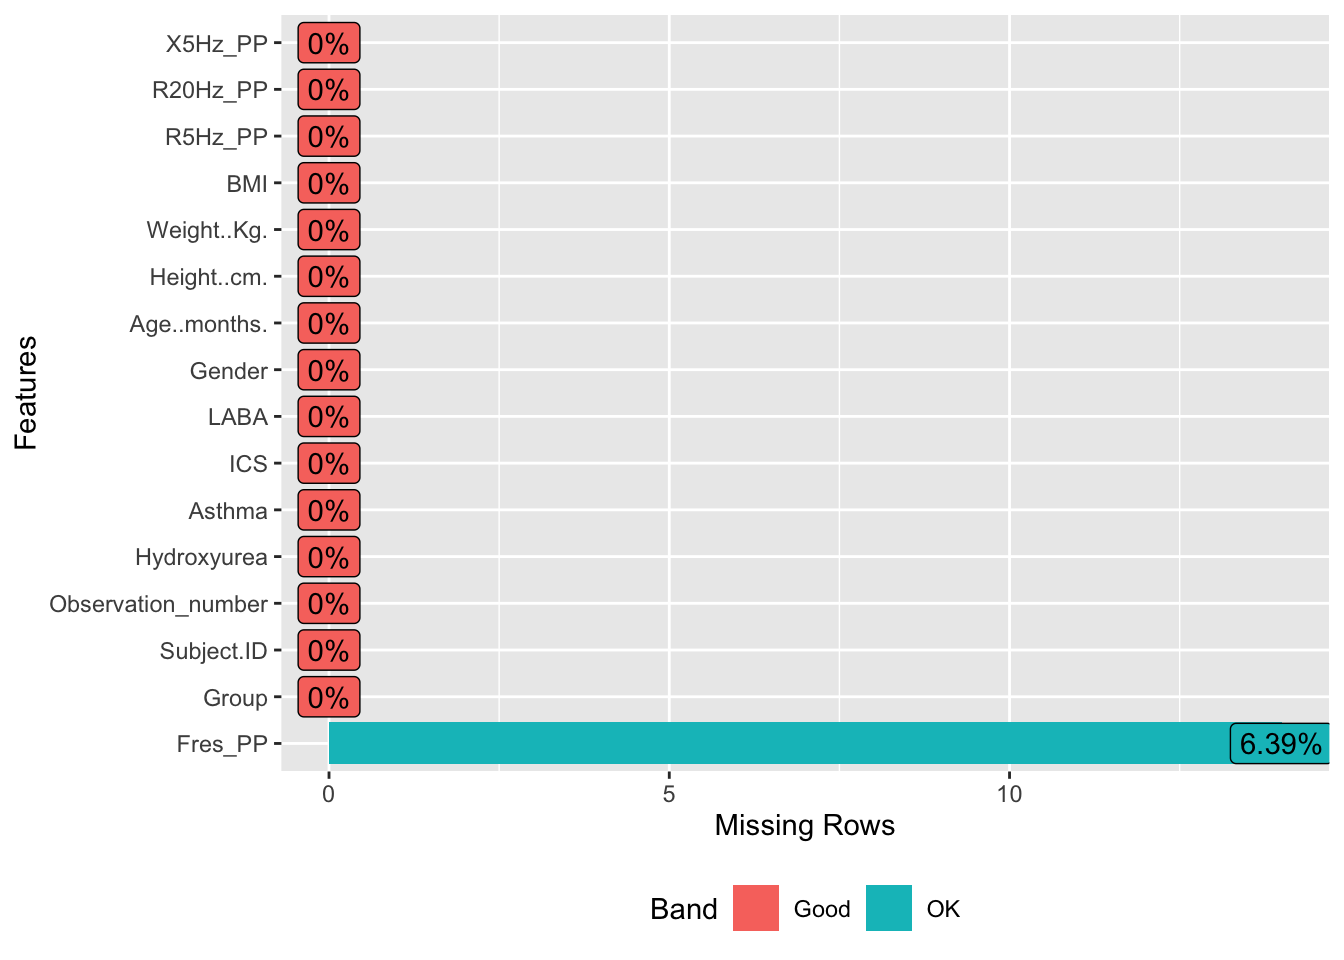 X5Hz_PP 0%
R20Hz_PP 0%
R5Hz_PP 0%
BMI 0%
Weight..Kg. 0%
Height..cm. 0%
Age..months. 0%
Gender 0%
LABA 0%
ICS 0%
Asthma 0%
Hydroxyurea 0%
Observation_number 0%
Subject.ID 0%
Group 0%
Fres_PP 6.39%
Features
0 5 10
Missing Rows
Band Good OK